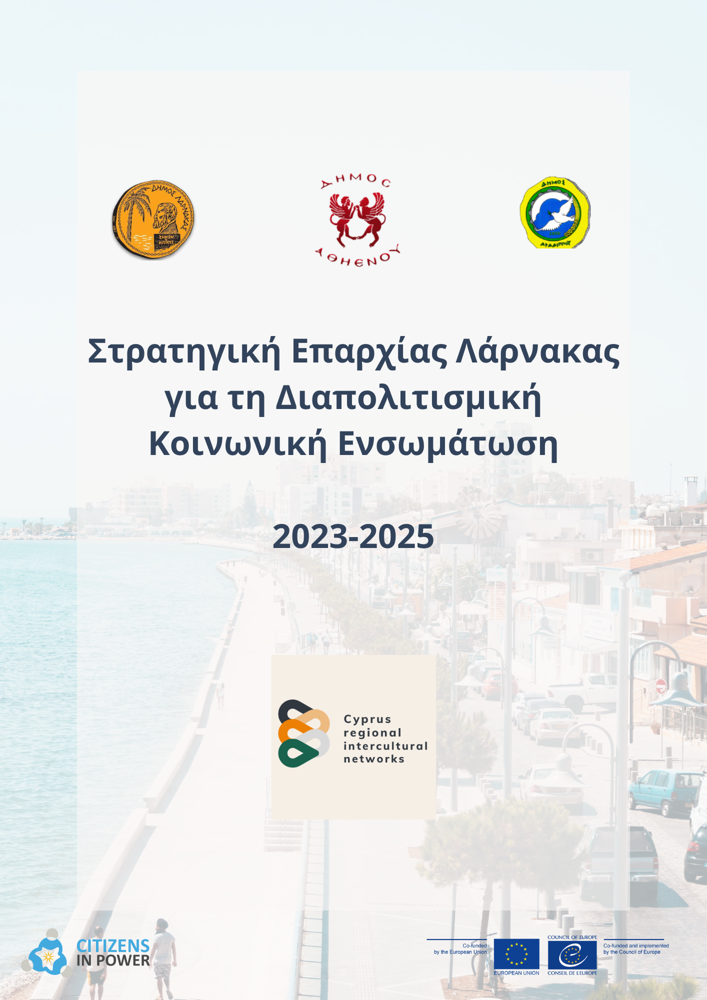 ΔΗΜΟΣ ΛΑΡΝΑΚΑΣ
ΖΗΝΩΝ
ΚΙΤΙΕΥΣ
ΔΗΜΟC
ΑΘΗΕΝΟΥ
ΔΗΜΟΣ
ΑΡΑΔΙΠΠΟΥ
Στρατηγική Επαρχίας Λάρνακας
για τη Διαπολιτισμική
Κοινωνική Ενσωμάτωση
2023-2025
Cyprus
regional
intercultural
networks
CITIZENS
IN POWER
Co-funded
by the European Union
EUROPEAN UNION
COUNCIL OF EUROPE
CONSEIL DE L'EUROPE
Co-funded and implemented
by the Council of Europe